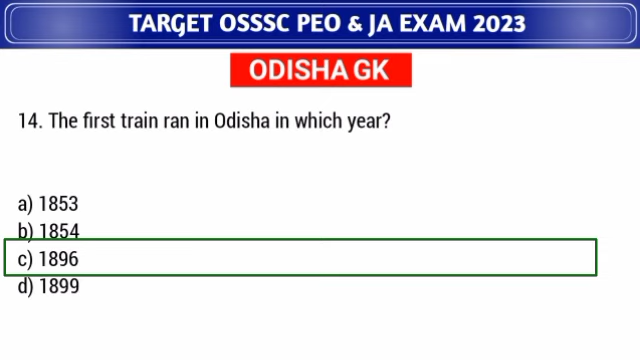 TARGET OSSSC PEO & JA EXAM 2023
ODISHA GK
14. The first train ran in Odisha in which year?
a) 1853
b) 1854
c) 1896
d) 1899